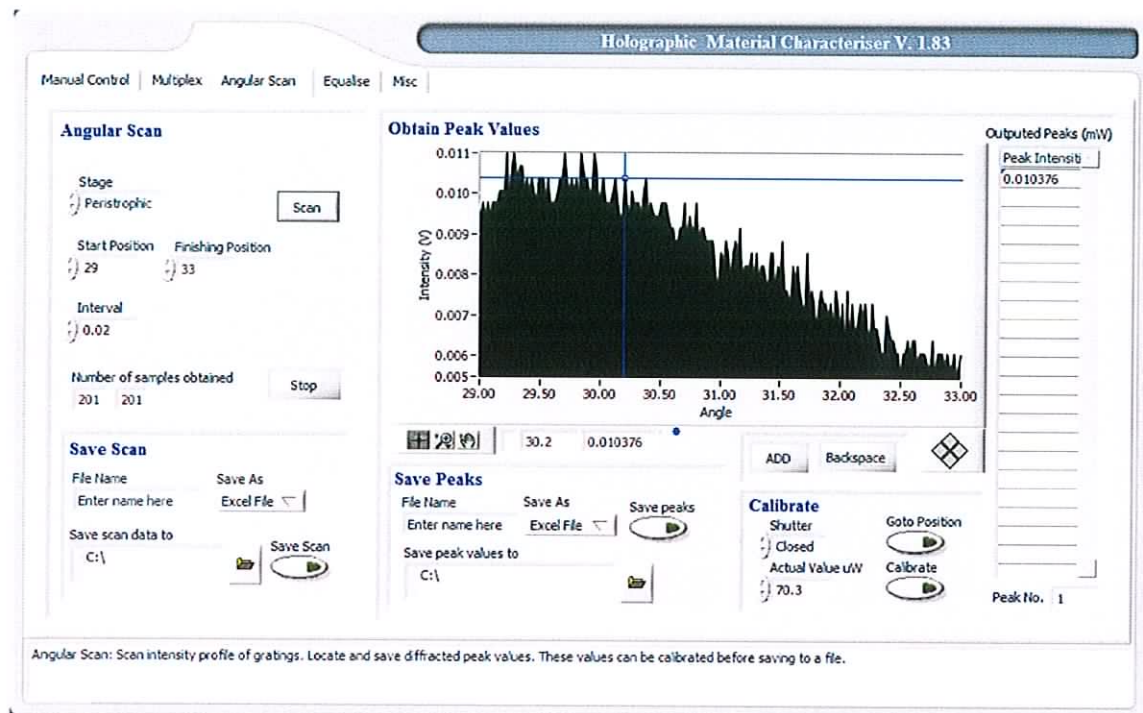 Holographic Material Characteriser V. 1.83
Manual Control Multiplex Angular Scan Equalise Misc
Angular Scan
Stage
Peristrophic
Scan
Start Position Finishing Position
29 33
Interval
0.02
Number of samples obtained
201 201
Stop
Save Scan
File Name Save As
Enter name here Excel File
Save scan data to
C:\
Save Scan
Obtain Peak Values
Intensity (V)
0.011
0.010
0.009
0.008
0.007
0.006
0.005
29.00 29.50 30.00 30.50 31.00 31.50 32.00 32.50 33.00
Angle
30.2 0.010376
ADD Backspace
Save Peaks
File Name Save As
Enter name here Excel File
Save peaks
Save peak values to
C:\
Calibrate
Shutter
Closed
Goto Position
Actual Value uW
70.3
Calibrate
Outputed Peaks (mW)
Peak Intensiti
0.010376
Peak No. 1
Angular Scan: Scan intensity profile of gratings. Locate and save diffracted peak values. These values can be calibrated before saving to a file.